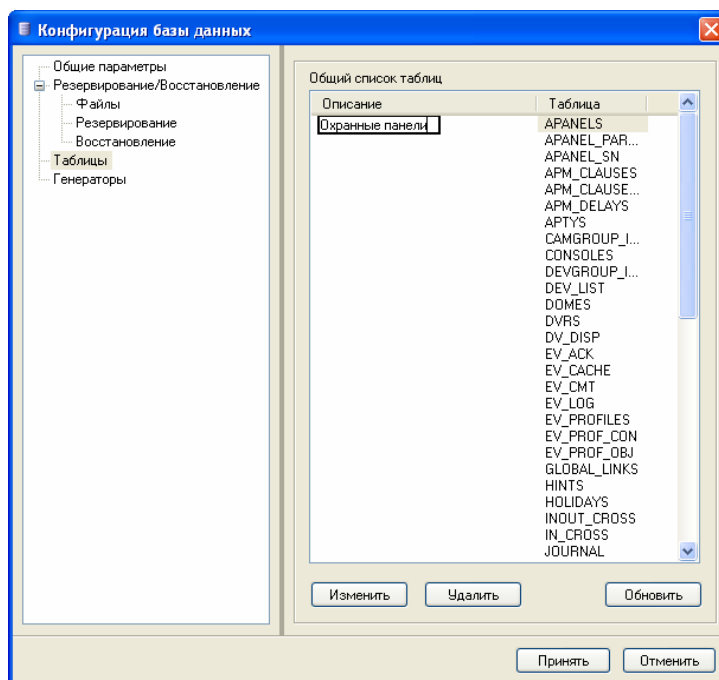 Конфигурация базы данных
Общие параметры
Резервирование/Восстановление
Файлы
Резервирование
Восстановление
Таблицы
Генераторы
Общий список таблиц
Описание Таблица
Охранные панели APANELS
APANEL_PAR...
APANEL_SN
APM_CLAUSES
APM_CLAUSE...
APM_DELAYS
APTYS
CAMGROUP_I...
CONSOLES
DEVGROUP_I...
DEV_LIST
DOMES
DVRS
DV_DISP
EV_ACK
EV_CACHE
EV_CMT
EV_LOG
EV_PROFILES
EV_PROF_CON
EV_PROF_OBJ
GLOBAL_LINKS
HINTS
HOLIDAYS
INOUT_CROSS
IN_CROSS
JOURNAL
Изменить Удалить Обновить
Принять Отменить